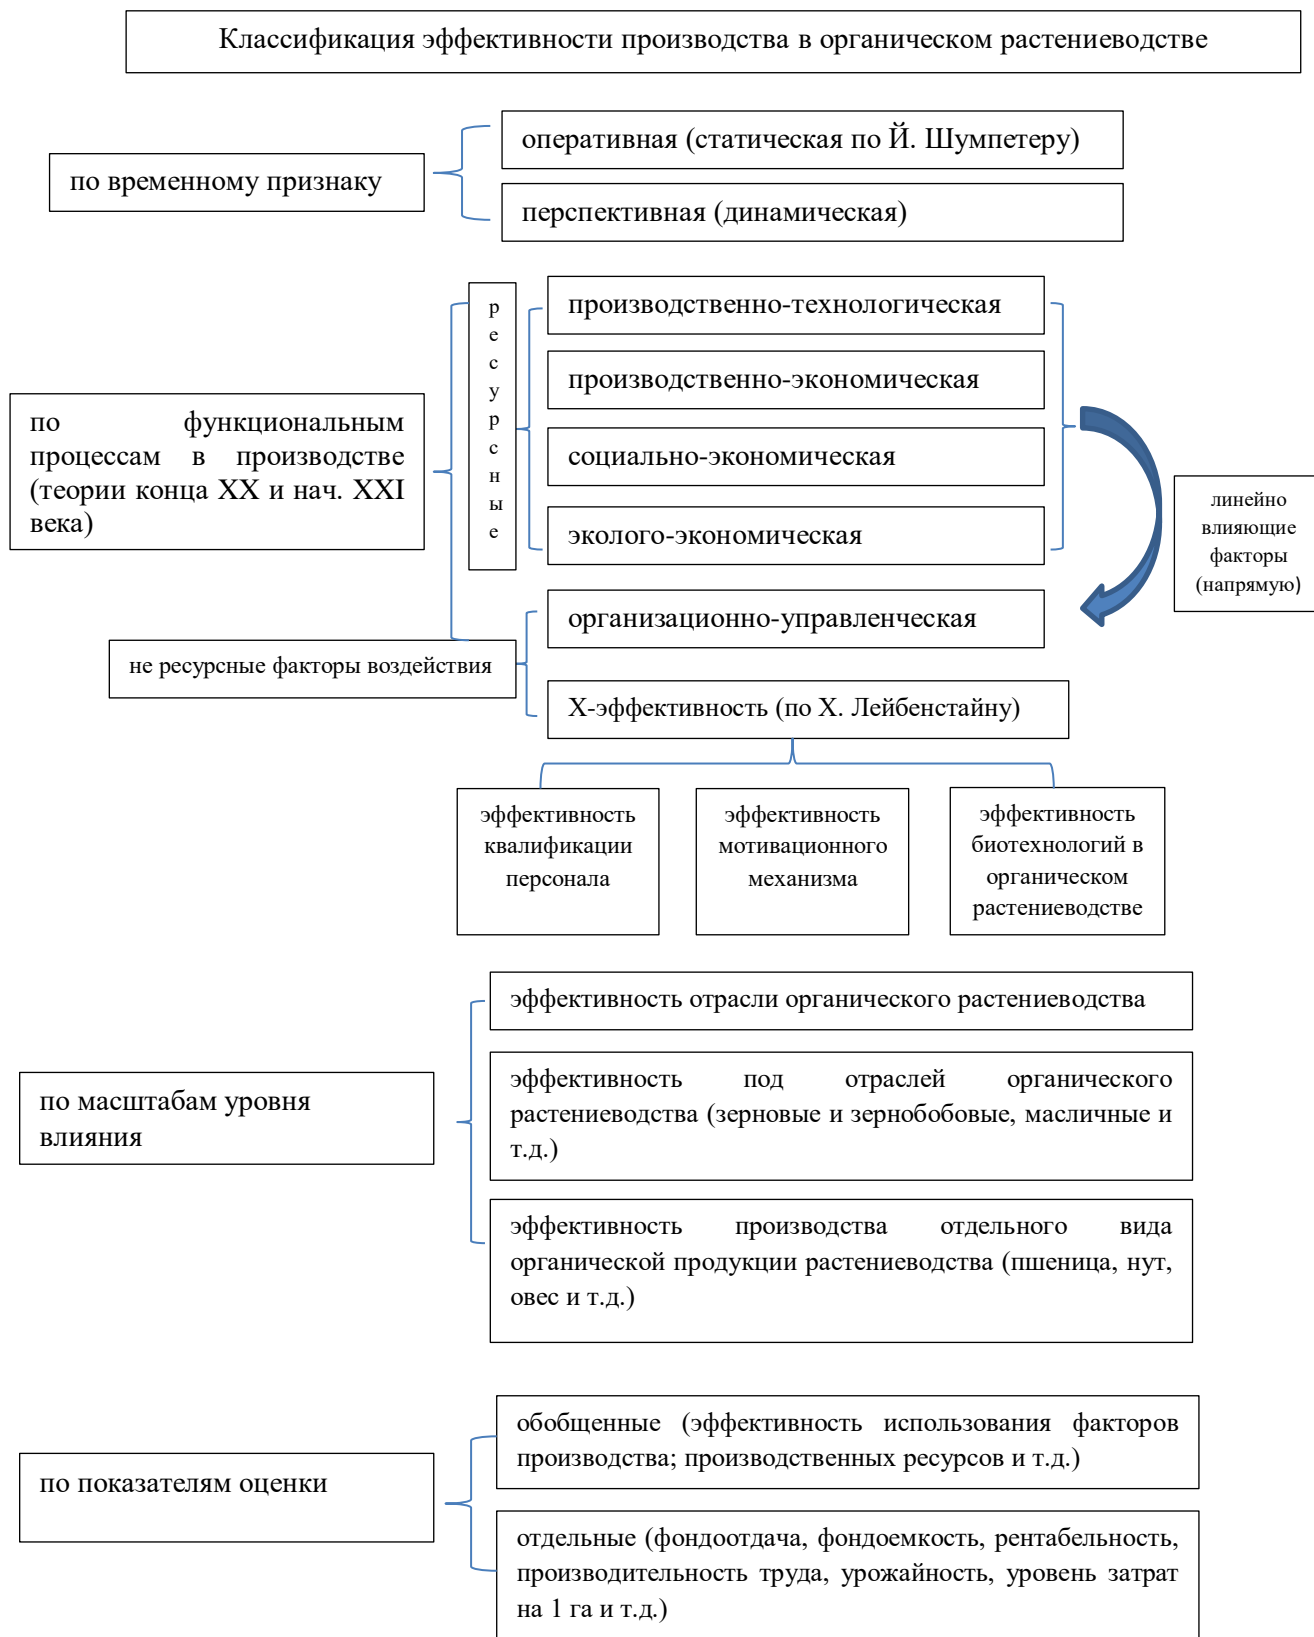 Классификация эффективности производства в органическом растениеводстве
по временному признаку
оперативная (статическая по Й. Шумпетеру)
перспективная (динамическая)
по функциональным
процессам в производстве
(теории конца XX и нач. XXI
века)
ресурсные
производственно-технологическая
производственно-экономическая
социально-экономическая
эколого-экономическая
линейно
влияющие
факторы
(напрямую)
не ресурсные факторы воздействия
организационно-управленческая
Х-эффективность (по Х. Лейбенстайну)
эффективность
квалификации
персонала
эффективность
мотивационного
механизма
эффективность
биотехнологий в
органическом
растениеводстве
по масштабам уровня
влияния
эффективность отрасли органического растениеводства
эффективность под отраслей органического
растениеводства (зерновые и зернобобовые, масличные и
т.д.)
эффективность производства отдельного вида
органической продукции растениеводства (пшеница, нут,
овес и т.д.)
по показателям оценки
обобщенные (эффективность использования факторов
производства; производственных ресурсов и т.д.)
отдельные (фондоотдача, фондоемкость, рентабельность,
производительность труда, урожайность, уровень затрат
на 1 га и т.д.)